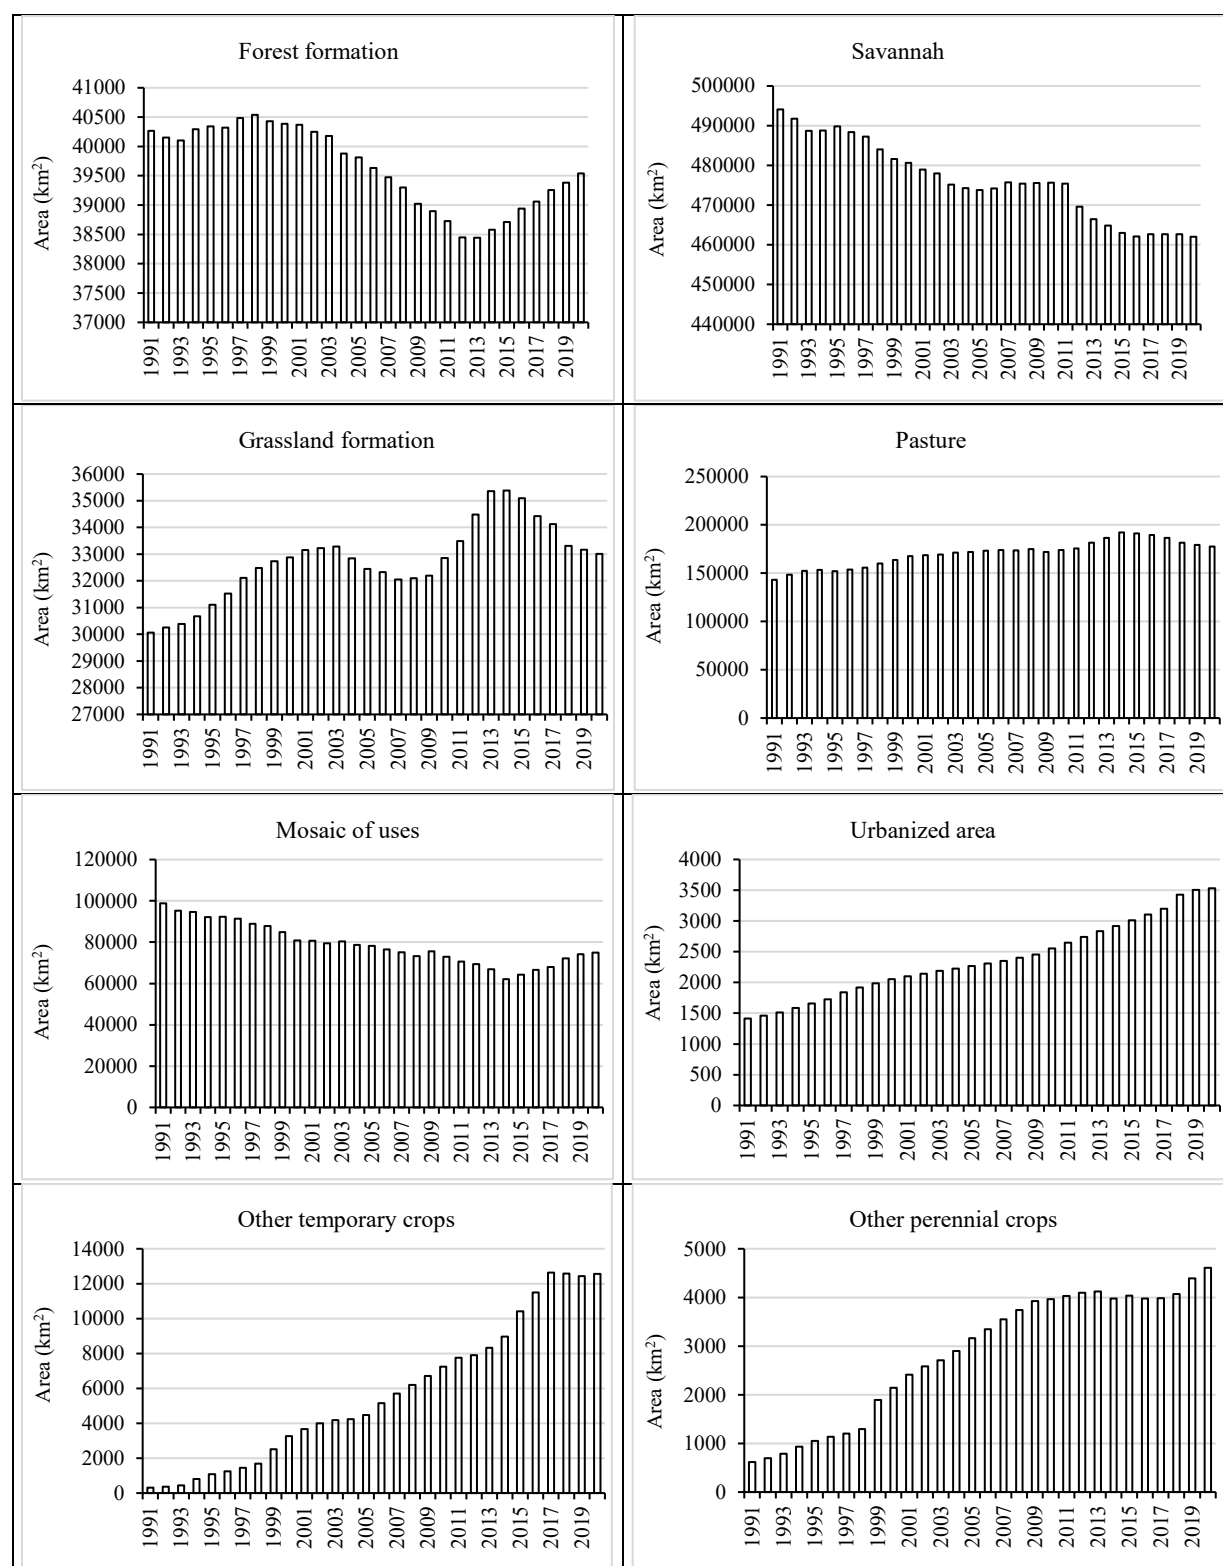 Forest formation
41000
40500
40000
39500
39000
38500
38000
37500
37000
Area (km²)
1991 1993 1995 1997 1999 2001 2003 2005 2007 2009 2011 2013 2015 2017 2019
Savannah
500000
490000
480000
470000
460000
450000
440000
Area (km²)
1991 1993 1995 1997 1999 2001 2003 2005 2007 2009 2011 2013 2015 2017 2019
Grassland formation
36000
35000
34000
33000
32000
31000
30000
29000
28000
27000
Area (km²)
1991 1993 1995 1997 1999 2001 2003 2005 2007 2009 2011 2013 2015 2017 2019
Pasture
250000
200000
150000
100000
50000
0
Area (km²)
1991 1993 1995 1997 1999 2001 2003 2005 2007 2009 2011 2013 2015 2017 2019
Mosaic of uses
120000
100000
80000
60000
40000
20000
0
Area (km²)
1991 1993 1995 1997 1999 2001 2003 2005 2007 2009 2011 2013 2015 2017 2019
Urbanized area
4000
3500
3000
2500
2000
1500
1000
500
0
Area (km²)
1991 1993 1995 1997 1999 2001 2003 2005 2007 2009 2011 2013 2015 2017 2019
Other temporary crops
14000
12000
10000
8000
6000
4000
2000
0
Area (km²)
1991 1993 1995 1997 1999 2001 2003 2005 2007 2009 2011 2013 2015 2017 2019
Other perennial crops
5000
4000
3000
2000
1000
0
Area (km²)
1991 1993 1995 1997 1999 2001 2003 2005 2007 2009 2011 2013 2015 2017 2019